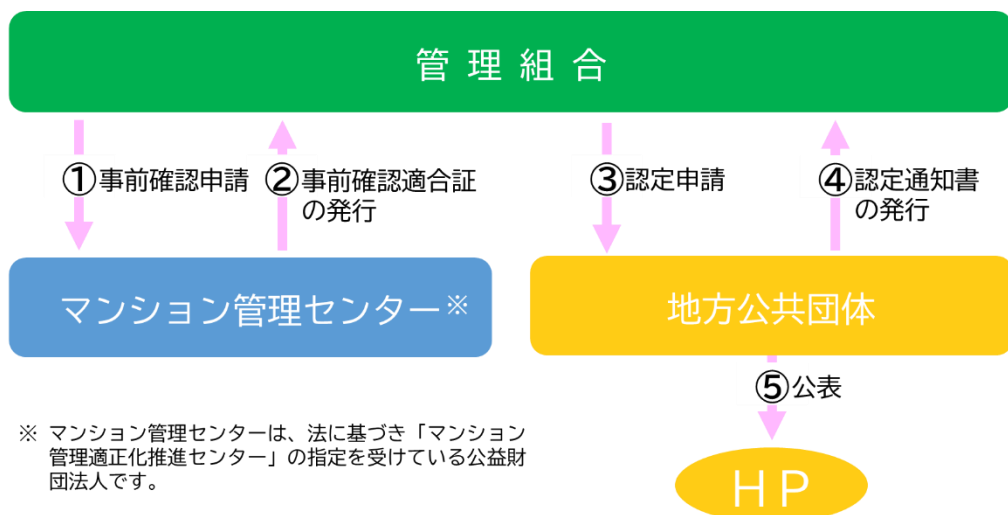 管理組合
①事前確認申請
②事前確認適合証
の発行
③認定申請
④認定通知書
の発行
マンション管理センター※
地方公共団体
⑤公表
※ マンション管理センターは、法に基づき「マンション
管理適正化推進センター」の指定を受けている公益財
団法人です。
HP